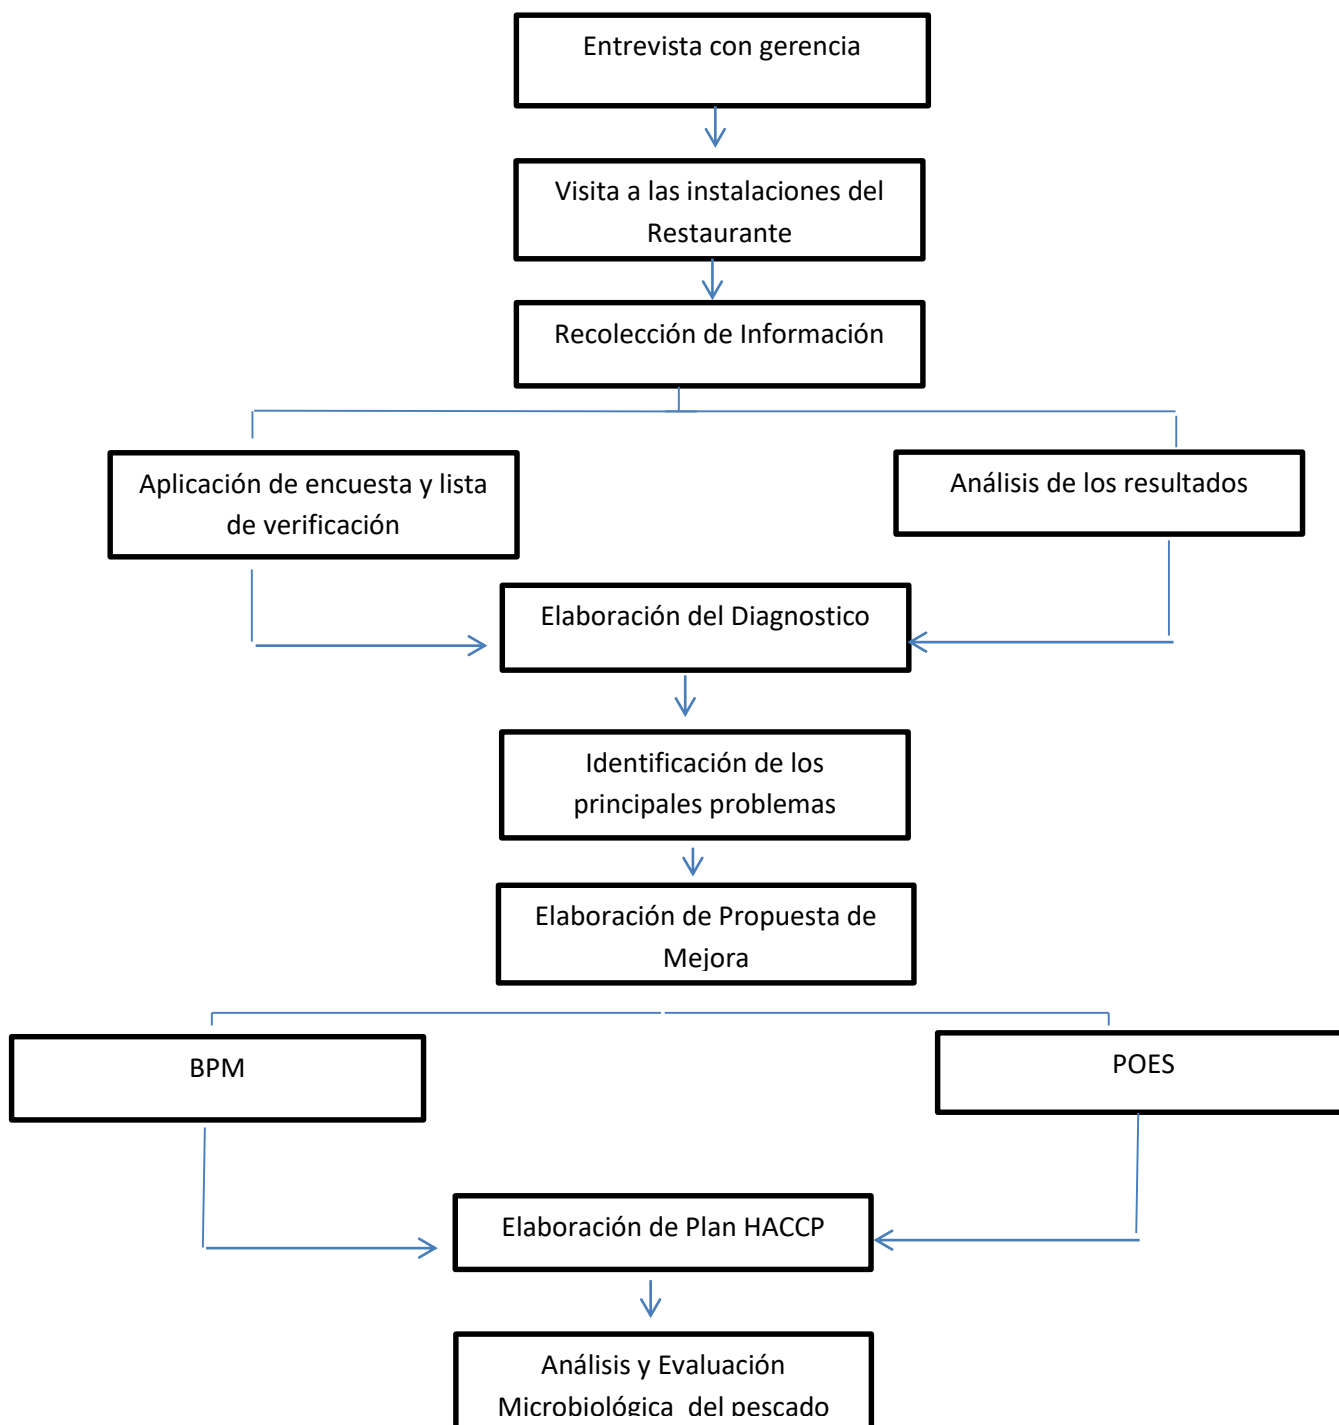 Entrevista con gerencia
Visita a las instalaciones del
Restaurante
Recolección de Información
Aplicación de encuesta y lista
de verificación
Análisis de los resultados
Elaboración del Diagnostico
Identificación de los
principales problemas
Elaboración de Propuesta de
Mejora
BPM
POES
Elaboración de Plan HACCP
Análisis y Evaluación
Microbiológica del pescado